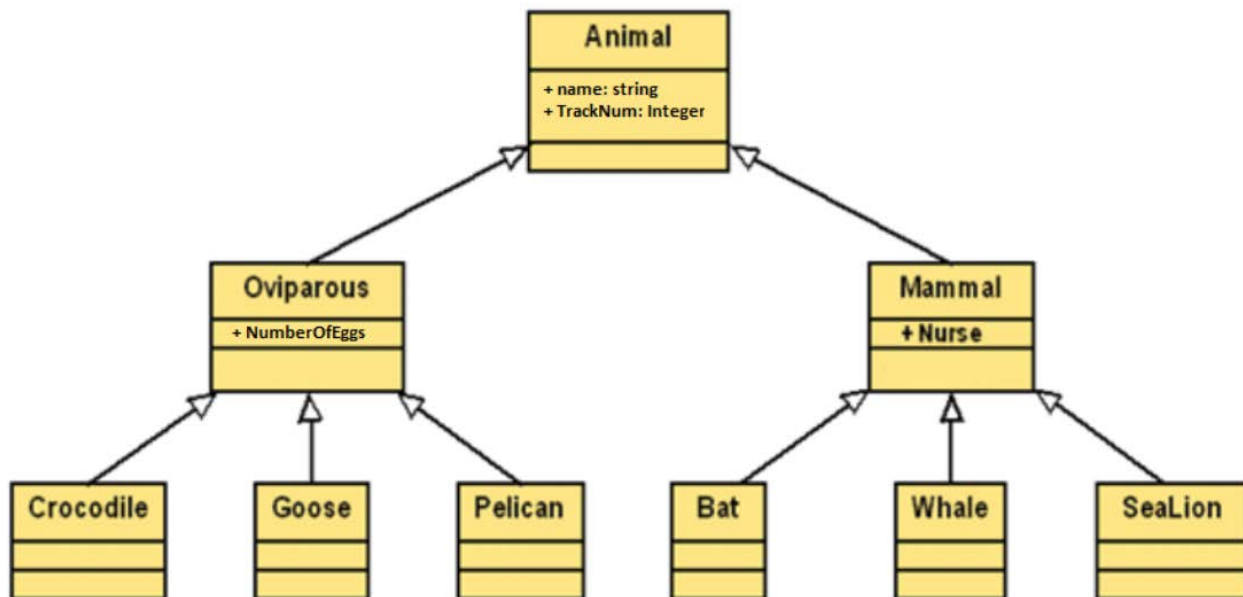 Animal
+ name: string
+ TrackNum: Integer
Oviparous
+ NumberOfEggs
Mammal
+ Nurse
Crocodile
Goose
Pelican
Bat
Whale
SeaLion